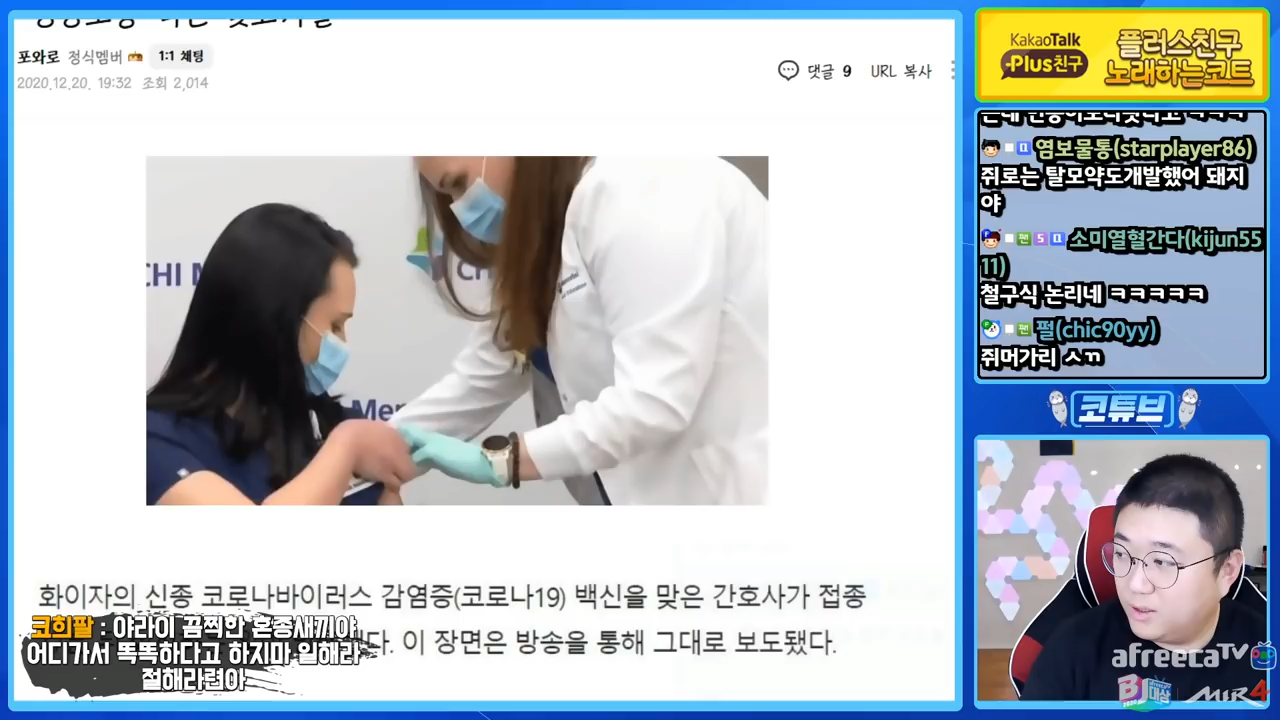 포와로 정식멤버 1:1 채팅
2020.12.20. 19:32 조회 2,014
댓글 9 URL 복사
CHI M
Mer
화이자의 신종 코로나바이러스 감염증(코로나19) 백신을 맞은 간호사가 접종
다. 이 장면은 방송을 통해 그대로 보도됐다.
코희팔 : 야라이 끔찍한 혼종새끼야
어디가서 똑똑하다고 하지마 일해라
절해라련아
KakaoTalk
Plus친구
플러스친구
노래하는코트
염보물통(starplayer86)
쥐로는 탈모약도개발했어 돼지
야
소미열혈간다(kijun55
11)
철구식 논리네 ㅋㅋㅋㅋㅋ
펄(chic90yy)
쥐머가리 ㅅㄲ
코튜브
afreecaTV
BJ대상 MIR4